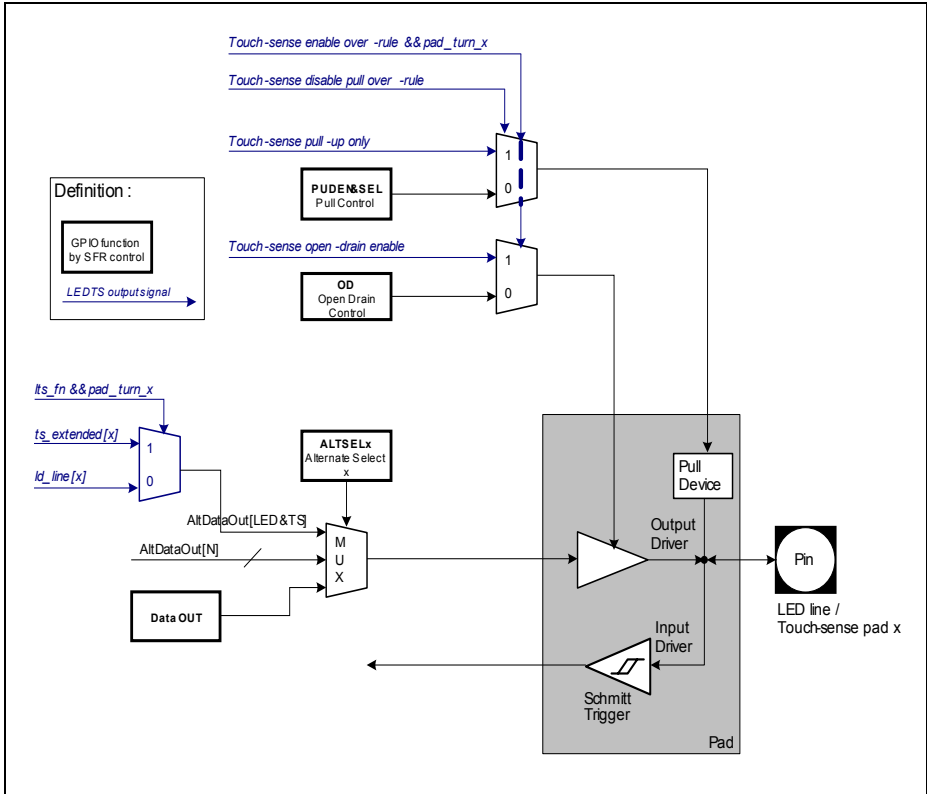 Touch-sense enable over -rule &&pad_turn_x
Touch-sense disable pull over -rule
Touch-sense pull -up only
1
0
PUDEN&SEL
Pull Control
Definition :
GPIO function
by SFR control
LEDTS output signal
Touch-sense open -drain enable
1
0
OD
Open Drain
Control
lts_fn &&pad_turn_x
ts_extended[x]
1
ld_line[x]
0
ALTSELx
Alternate Select
x
AltDataOut[LED&TS]
AltDataOut[N]
M
U
X
Data OUT
Pull
Device
Output
Driver
Pin
LED line /
Touch-sense pad x
Input
Driver
Schmitt
Trigger
Pad